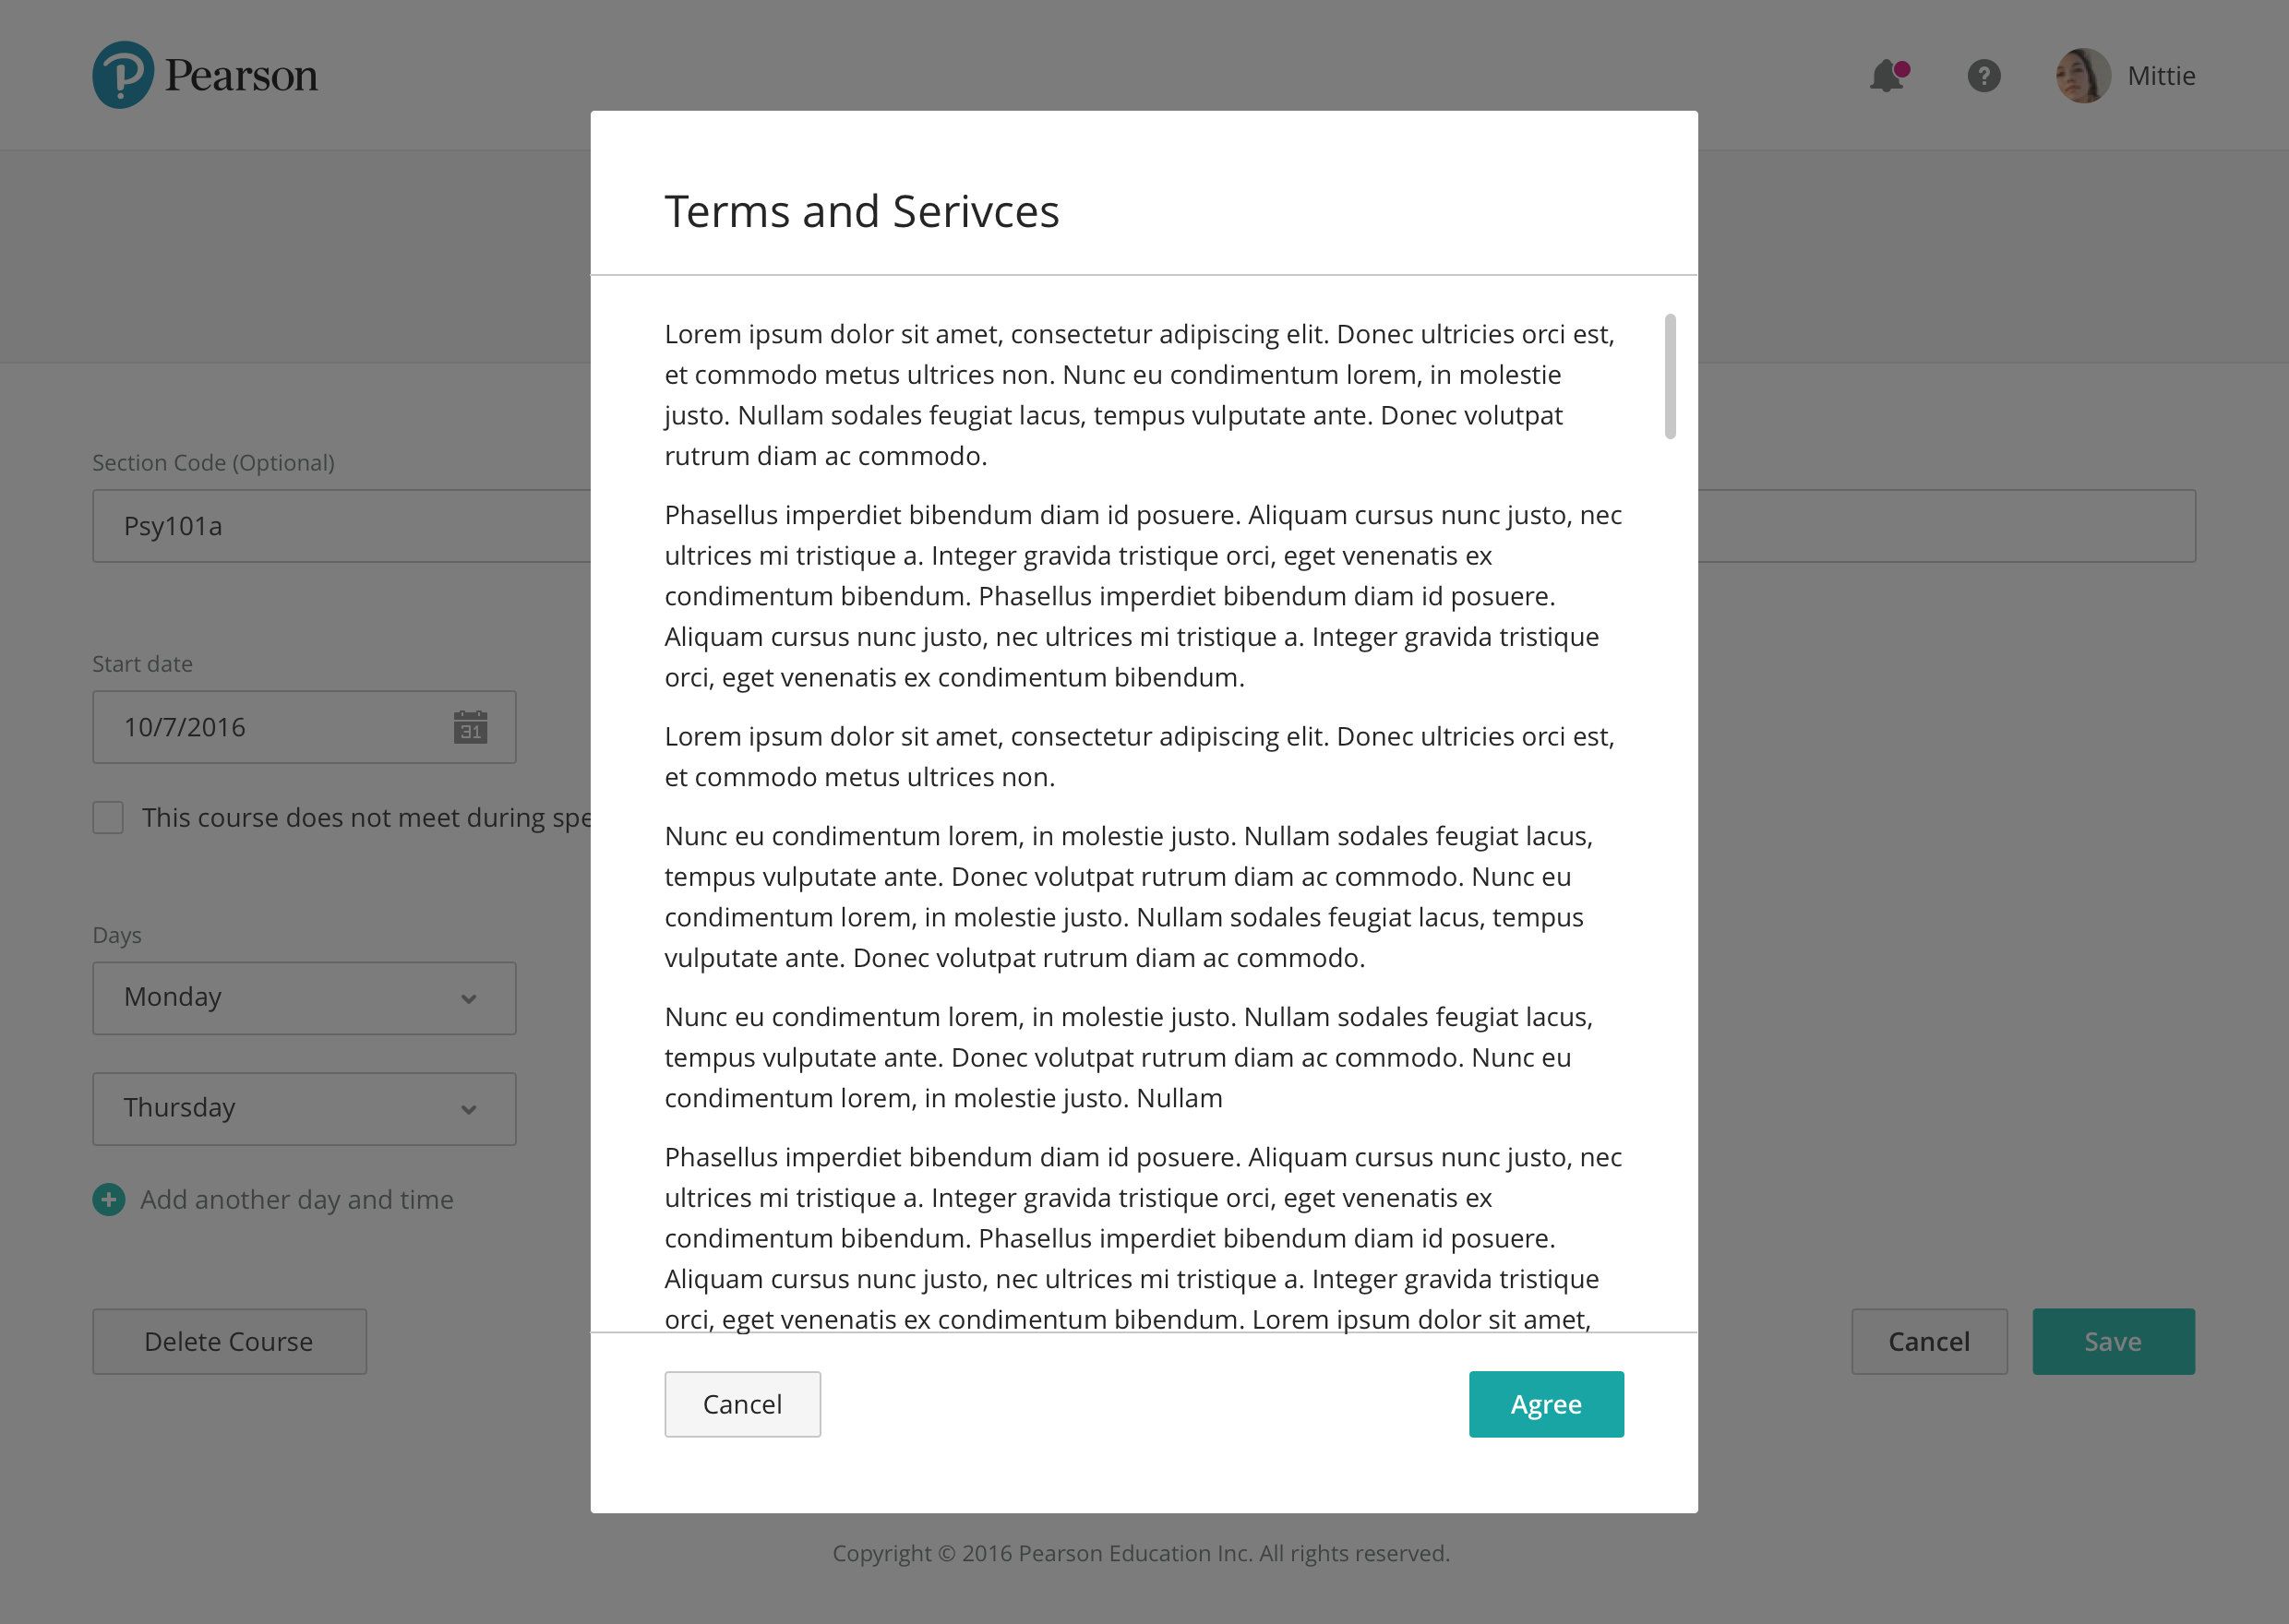 Pearson
?
Mittie
Terms and Serivces
Lorem ipsum dolor sit amet, consectetur adipiscing elit. Donec ultricies orci est,
et commodo metus ultrices non. Nunc eu condimentum lorem, in molestie
justo. Nullam sodales feugiat lacus, tempus vulputate ante. Donec volutpat
rutrum diam ac commodo.
Phasellus imperdiet bibendum diam id posuere. Aliquam cursus nunc justo, nec
ultrices mi tristique a. Integer gravida tristique orci, eget venenatis ex
condimentum bibendum. Phasellus imperdiet bibendum diam id posuere.
Aliquam cursus nunc justo, nec ultrices mi tristique a. Integer gravida tristique
orci, eget venenatis ex condimentum bibendum.
Lorem ipsum dolor sit amet, consectetur adipiscing elit. Donec ultricies orci est,
et commodo metus ultrices non.
Nunc eu condimentum lorem, in molestie justo. Nullam sodales feugiat lacus,
tempus vulputate ante. Donec volutpat rutrum diam ac commodo. Nunc eu
condimentum lorem, in molestie justo. Nullam sodales feugiat lacus, tempus
vulputate ante. Donec volutpat rutrum diam ac commodo.
Nunc eu condimentum lorem, in molestie justo. Nullam sodales feugiat lacus,
tempus vulputate ante. Donec volutpat rutrum diam ac commodo. Nunc eu
condimentum lorem, in molestie justo. Nullam
Phasellus imperdiet bibendum diam id posuere. Aliquam cursus nunc justo, nec
ultrices mi tristique a. Integer gravida tristique orci, eget venenatis ex
condimentum bibendum. Phasellus imperdiet bibendum diam id posuere.
Aliquam cursus nunc justo, nec ultrices mi tristique a. Integer gravida tristique
orci, eget venenatis ex condimentum bibendum. Lorem ipsum dolor sit amet,
Cancel
Agree
Section Code (Optional)
Psy101a
Start date
10/7/2016
31
This course does not meet during spe
Days
Monday
Thursday
Add another day and time
Delete Course
Cancel
Save
Copyright © 2016 Pearson Education Inc. All rights reserved.